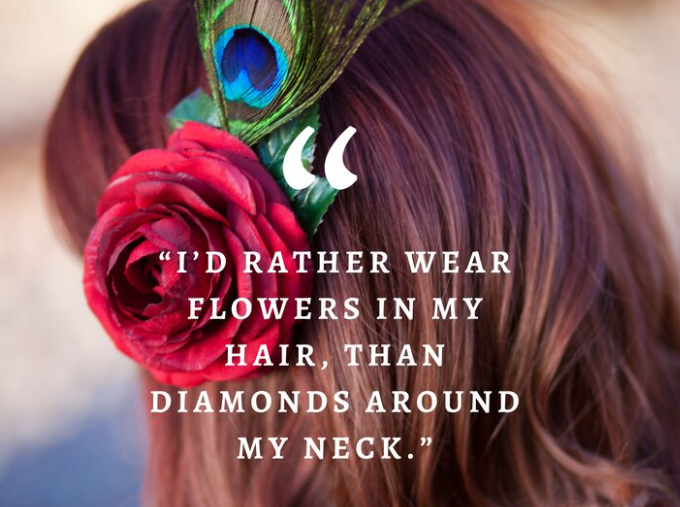 “
“I’D RATHER WEAR
FLOWERS IN MY
HAIR, THAN
DIAMONDS AROUND
MY NECK.”